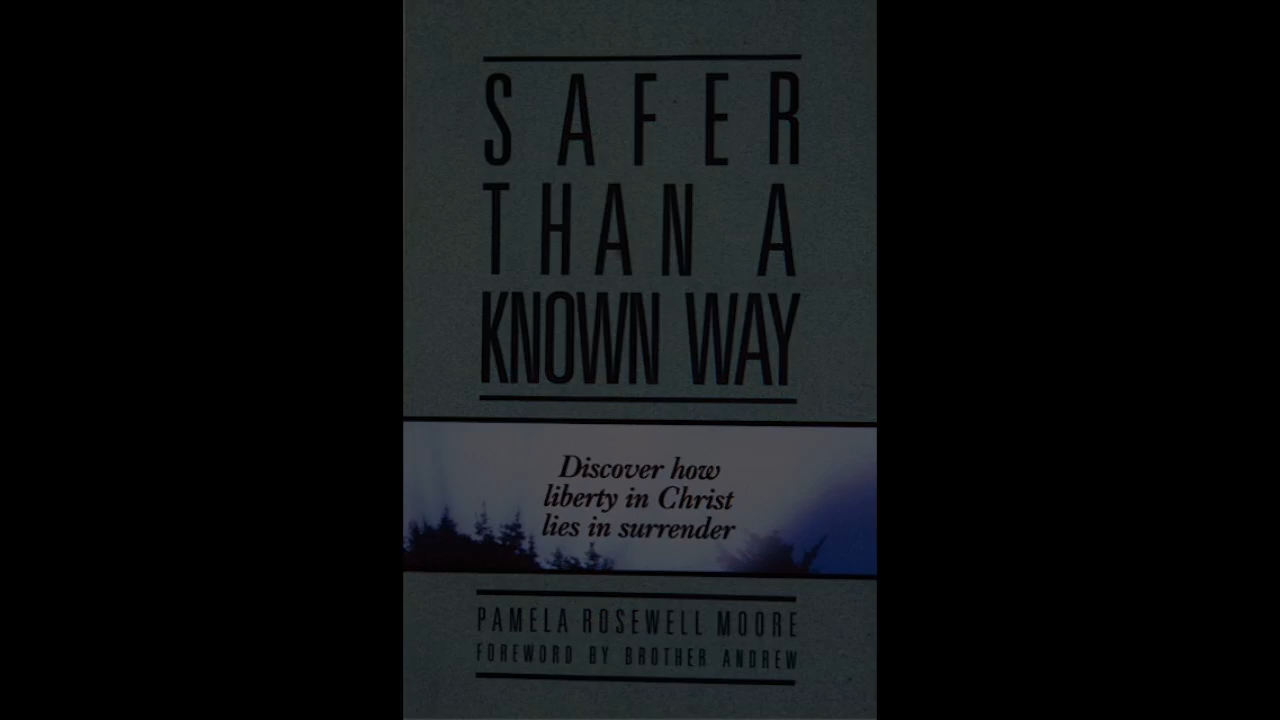 SAFER
THAN A
KNOWN WAY
Discover how
liberty in Christ
lies in surrender
PAMELA ROSEWELL MOORE
FOREWORD BY BROTHER ANDREW